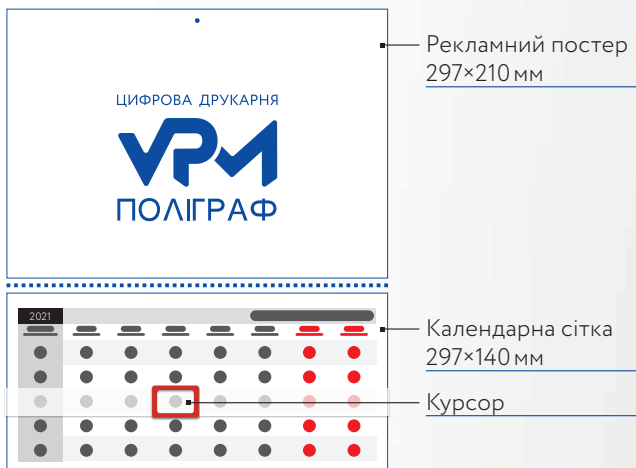 Рекламний постер
297×210 мм
ЦИФРОВА ДРУКАРНЯ
VPM
ПОЛІГРАФ
2021
Календарна сітка
297×140 мм
Курсор